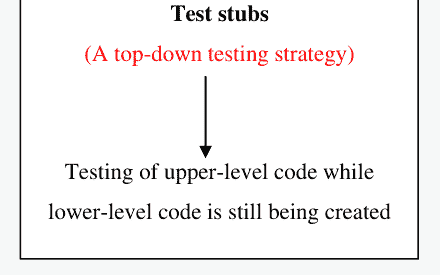 Test stubs
(A top-down testing strategy)
Testing of upper-level code while
lower-level code is still being created